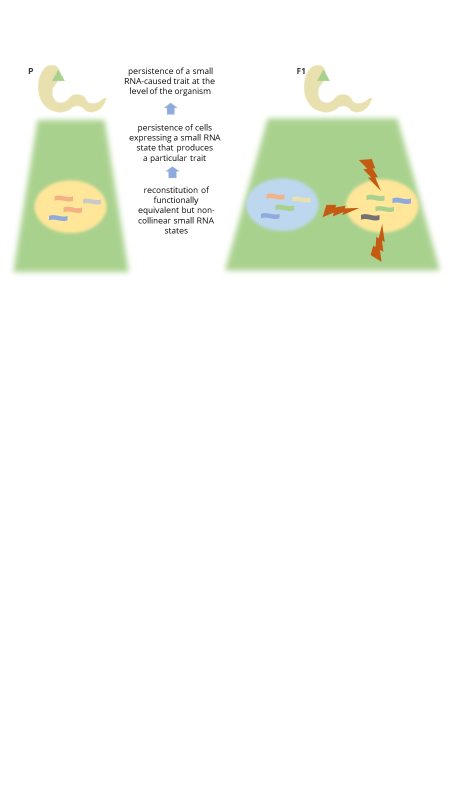 P
persistence of a small
RNA-caused trait at the
level of the organism
persistence of cells
expressing a small RNA
state that produces
a particular trait
reconstitution of
functionally
equivalent but non-
collinear small RNA
states
F1